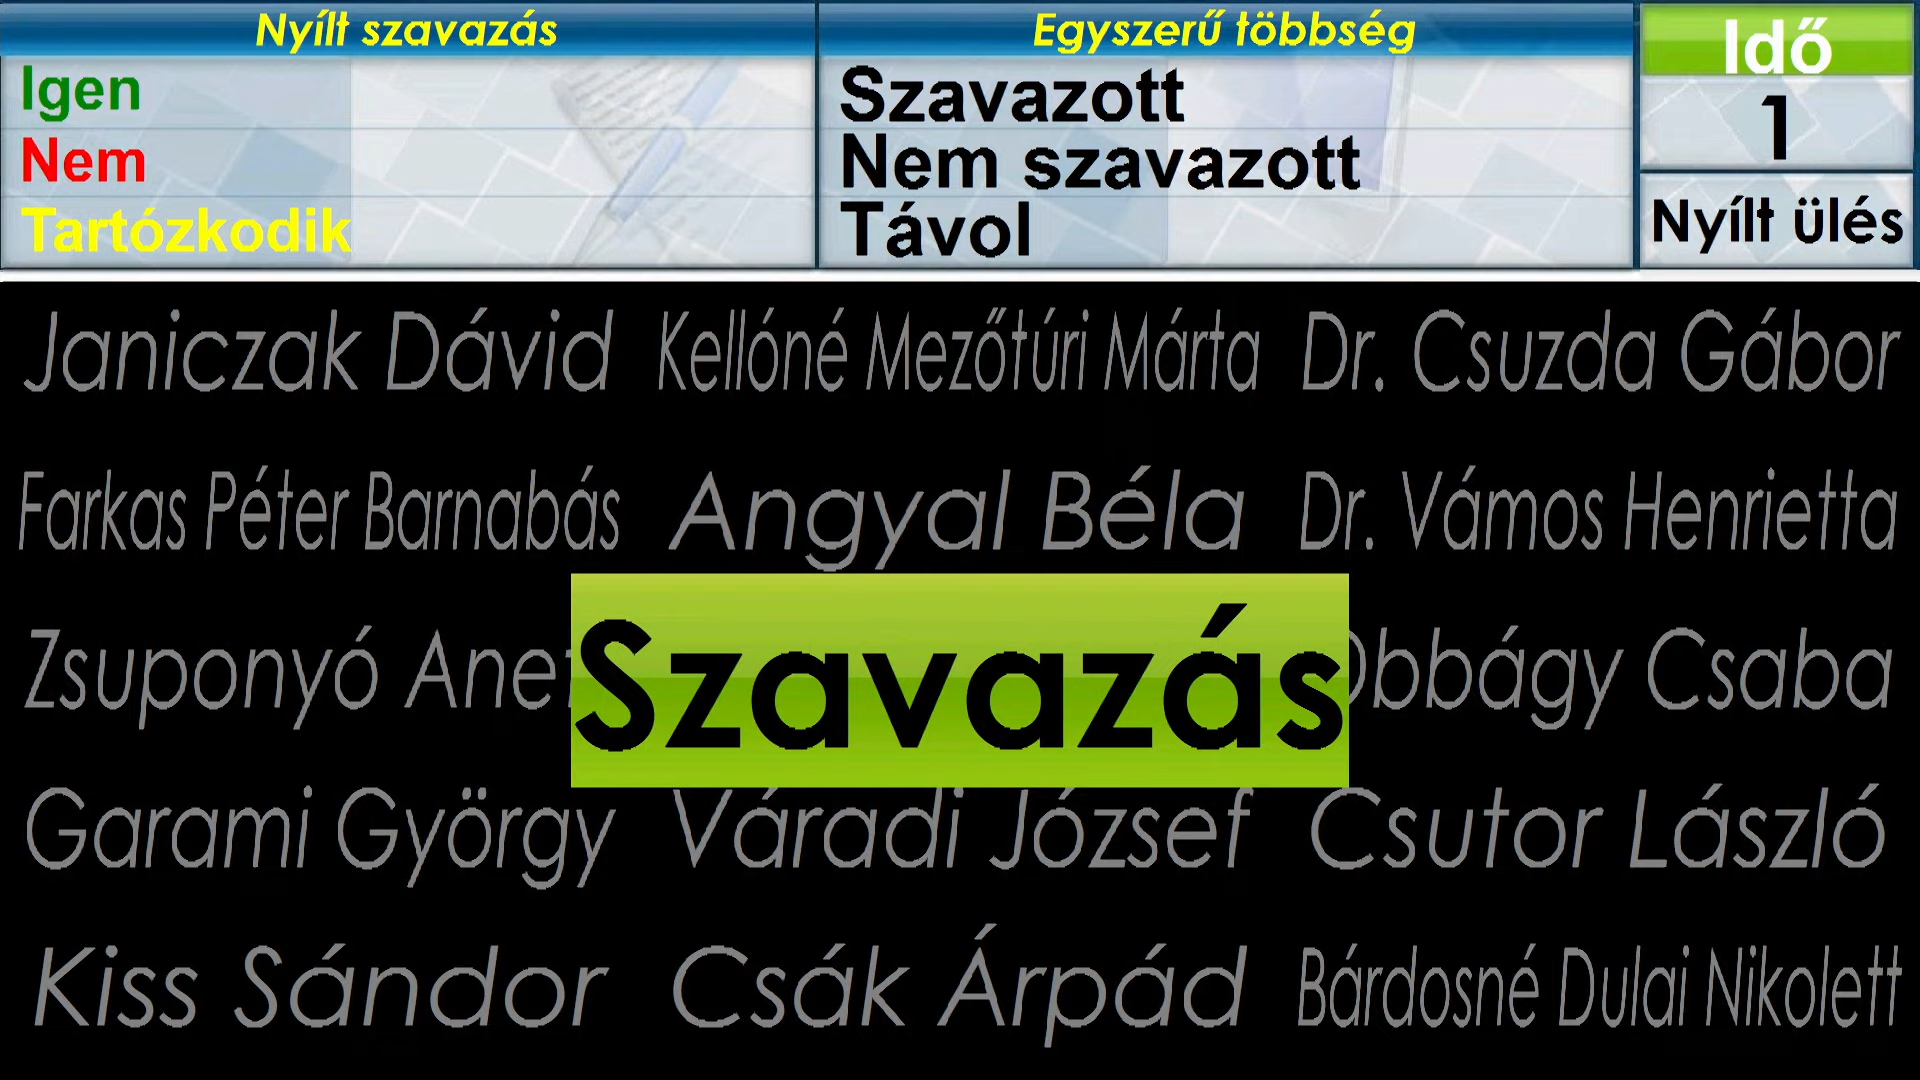 Nyílt szavazás
Igen
Nem
Tartózkodik
Egyszerű többség
Szavazott
Nem szavazott
Távol
Idő
1
Nyílt ülés
Janiczak Dávid Kellóné Mezőtúri Márta Dr. Csuzda Gábor
Farkas Péter Barnabás Angyal Béla Dr. Vámos Henrietta
Zsuponyó Csaba
Szavazás
Garami György Váradi József Csutor László
Kiss Sándor Csák Árpád Bárdosné Dulai Nikolett